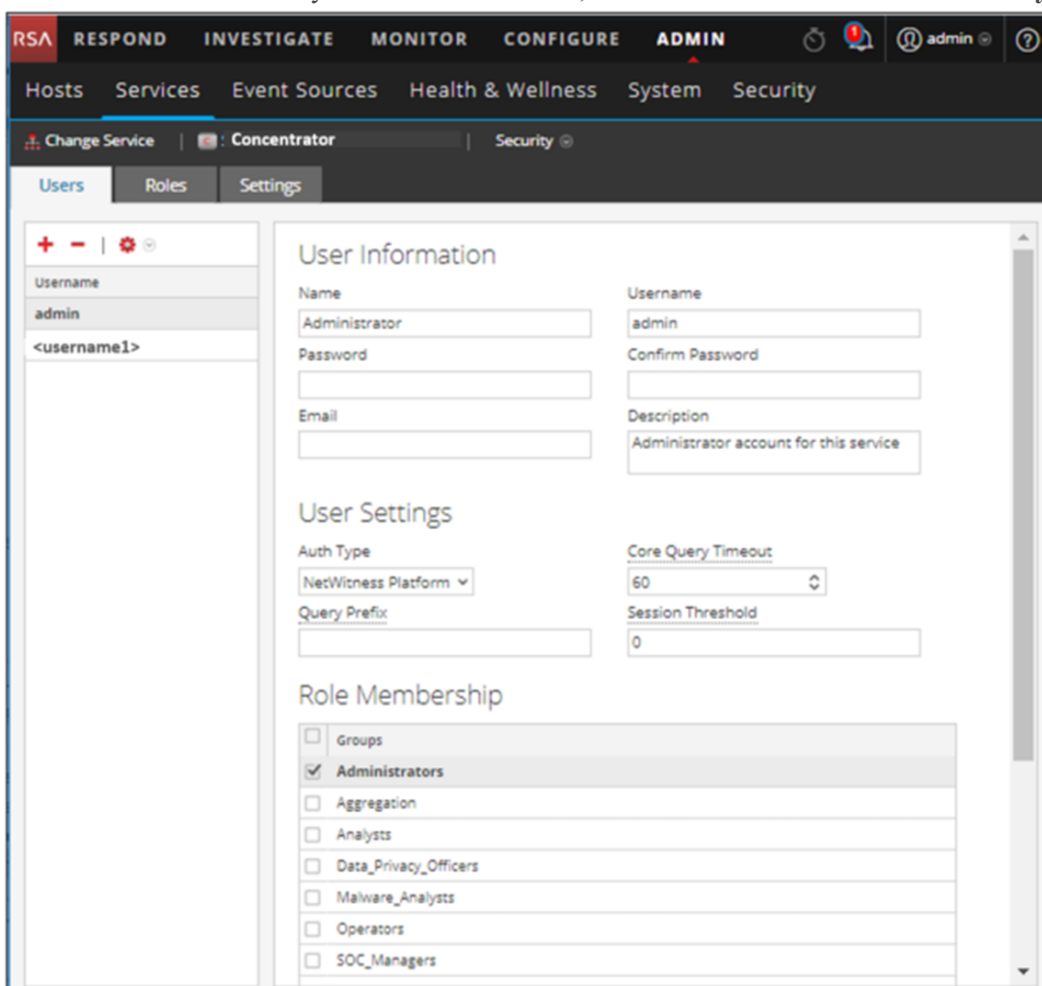 RSA RESPOND INVESTIGATE MONITOR CONFIGURE ADMIN ! admin ?
Hosts Services Event Sources Health & Wellness System Security
Change Service | : Concentrator | Security
Users Roles Settings
+ - |
Username
admin
<username1>
User Information
Name Username
Administrator admin
Password Confirm Password
Email Description
Administrator account for this service
User Settings
Auth Type Core Query Timeout
NetWitness Platform 60
Query Prefix Session Threshold
0
Role Membership
Groups
Administrators
Aggregation
Analysts
Data_Privacy_Officers
Malware_Analysts
Operators
SOC_Managers